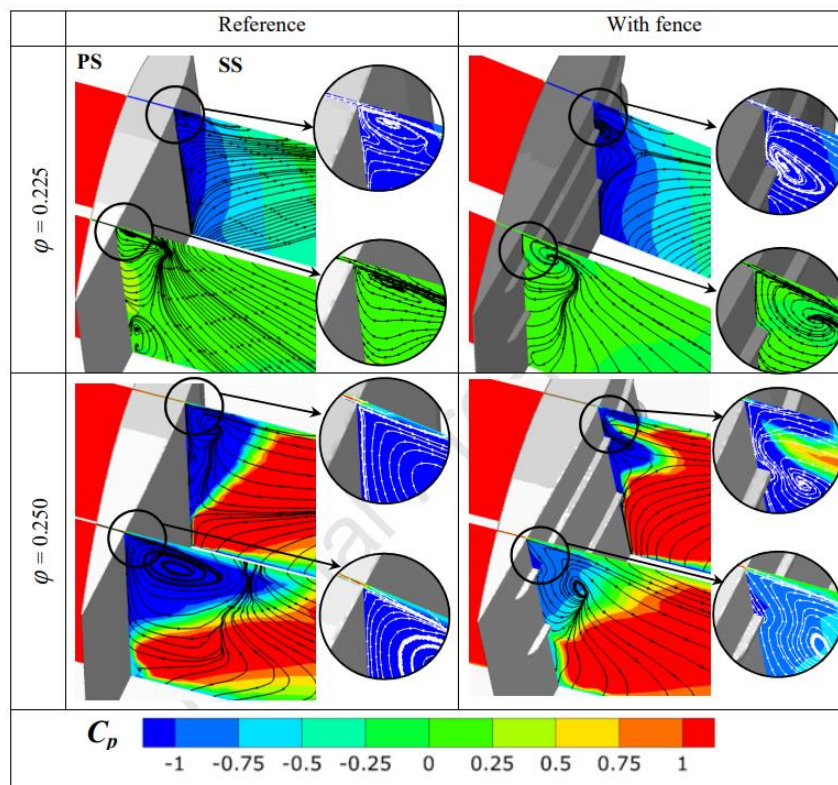 Reference
With fence
PS
SS
φ = 0.225
φ = 0.250
Cp
-1
-0.75
-0.5
-0.25
0
0.25
0.5
0.75
1